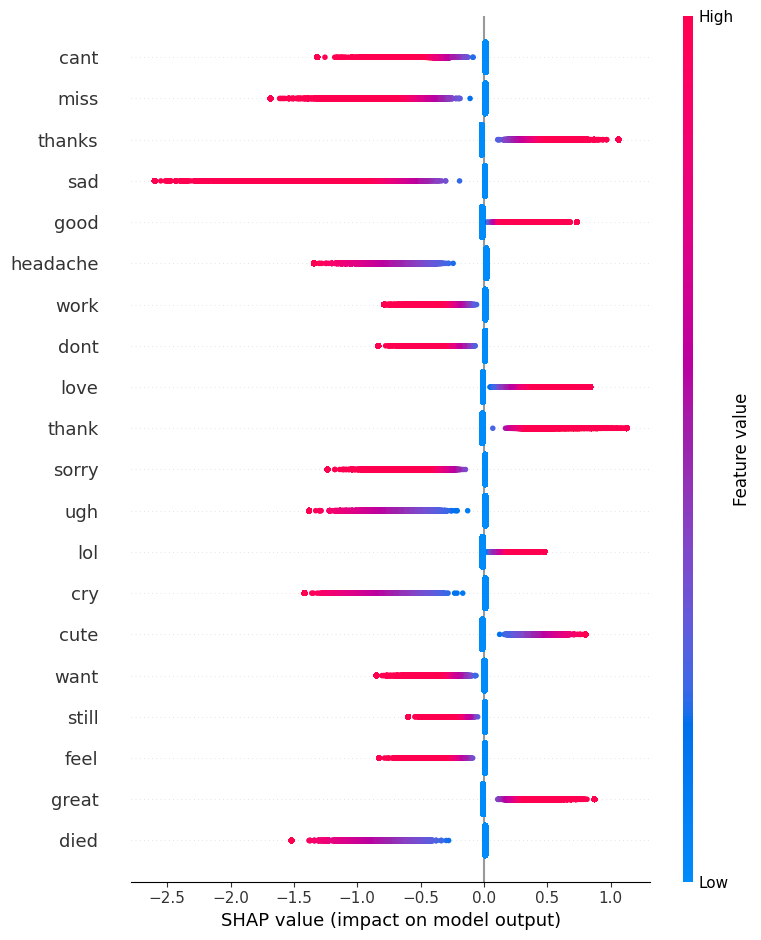 High
cant
miss
thanks
sad
good
headache
work
dont
love
thank
sorry
ugh
lol
cry
cute
want
still
feel
great
died
Feature value
Low
−2.5 −2.0 −1.5 −1.0 −0.5 0.0 0.5 1.0
SHAP value (impact on model output)